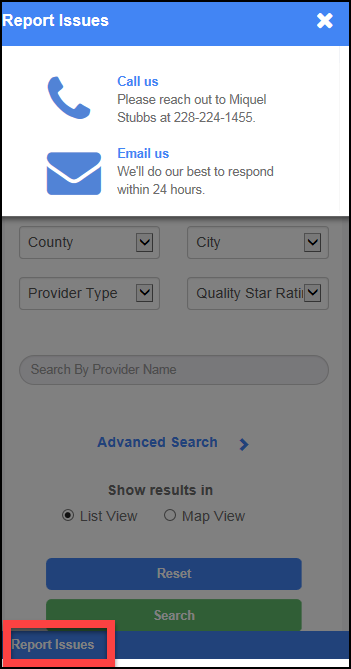 Report Issues
Call us
Please reach out to Miquel
Stubbs at 228-224-1455.
Email us
We'll do our best to respond
within 24 hours.
County City
Provider Type Quality Star Ratin
Search By Provider Name
Advanced Search
Show results in
List View Map View
Reset
Search
Report Issues